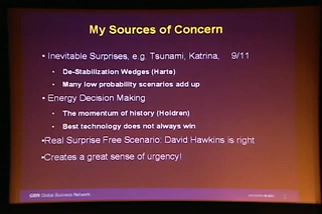 My Sources of Concern
• Inevitable Surprises, e.g. Tsunami, Katrina, 9/11
• De-Stabilization Wedges (Harte)
• Many low probability scenarios add up
• Energy Decision Making
• The momentum of history (Holdren)
• Best technology does not always win
•Real Surprise Free Scenario: David Hawkins is right
•Creates a great sense of urgency!
GBN Global Business Network